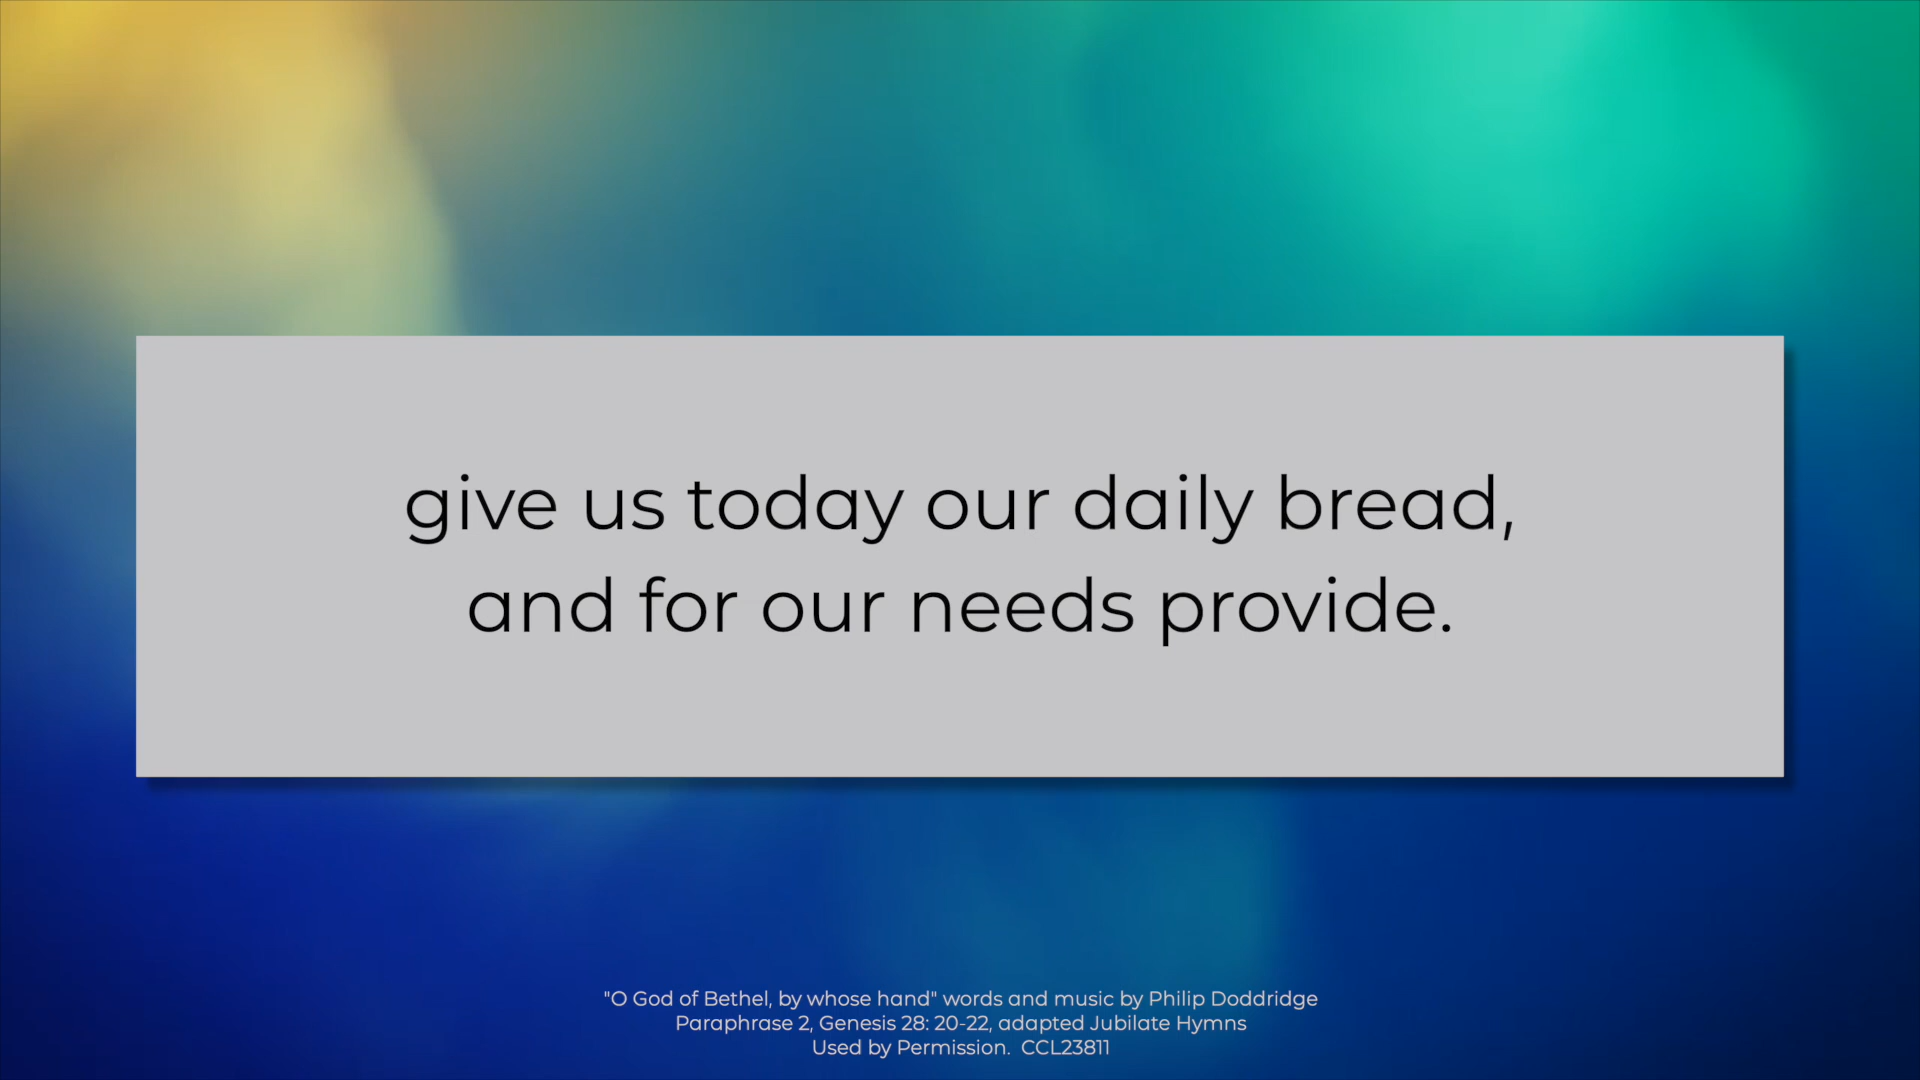 give us today our daily bread,
and for our needs provide.
"O God of Bethel, by whose hand" words and music by Philip Doddridge
Paraphrase 2, Genesis 28: 20-22, adapted Jubilate Hymns
Used by Permission.  CCL23811